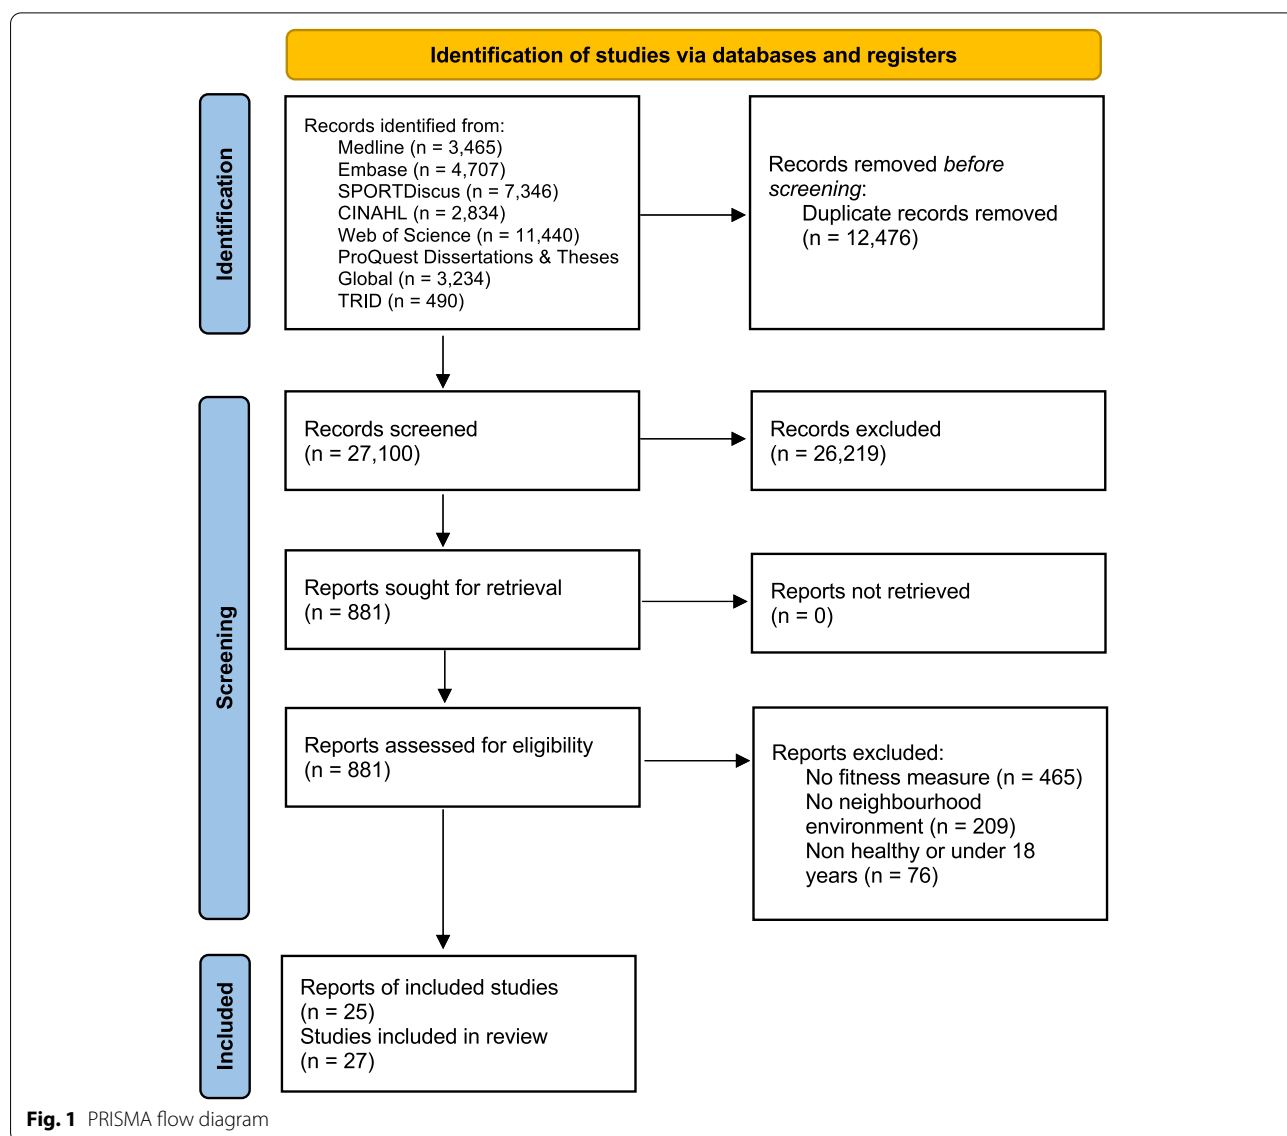 Identification of studies via databases and registers
Identification
Records identified from:
Medline (n = 3,465)
Embase (n = 4,707)
SPORTDiscus (n = 7,346)
CINAHL (n = 2,834)
Web of Science (n = 11,440)
ProQuest Dissertations & Theses
Global (n = 3,234)
TRID (n = 490)
Records removed before
screening:
Duplicate records removed
(n = 12,476)
Screening
Records screened
(n = 27,100)
Records excluded
(n = 26,219)
Reports sought for retrieval
(n = 881)
Reports not retrieved
(n = 0)
Reports assessed for eligibility
(n = 881)
Reports excluded:
No fitness measure (n = 465)
No neighbourhood
environment (n = 209)
Non healthy or under 18
years (n = 76)
Included
Reports of included studies
(n = 25)
Studies included in review
(n = 27)
Fig. 1 PRISMA flow diagram